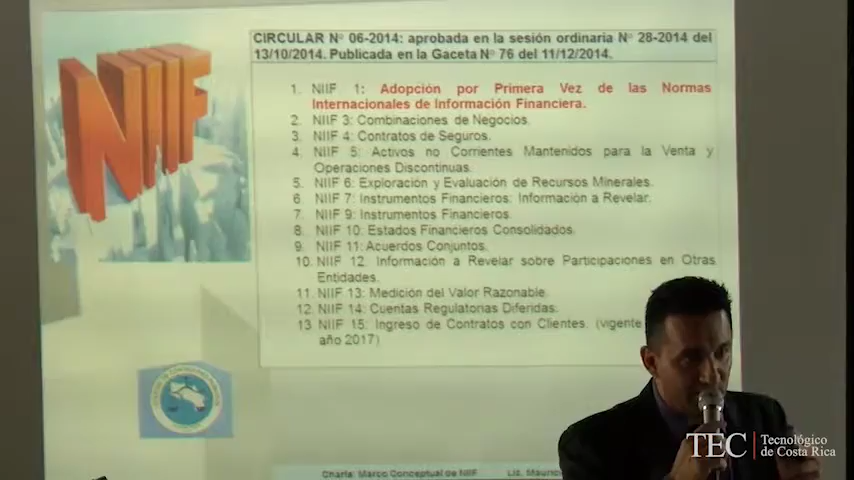 NIIF
CIRCULAR N° 06-2014: aprobada en la sesión ordinaria N° 28-2014 del
13/10/2014. Publicada en la Gaceta N° 76 del 11/12/2014.
1. NIIF 1: Adopción por Primera Vez de las Normas
Internacionales de Información Financiera.
2. NIIF 3: Combinaciones de Negocios.
3. NIIF 4: Contratos de Seguros.
4. NIIF 5: Activos no Corrientes Mantenidos para la Venta y
Operaciones Discontinuas.
5. NIIF 6: Exploración y Evaluación de Recursos Minerales.
6. NIIF 7: Instrumentos Financieros: Información a Revelar.
7. NIIF 9: Instrumentos Financieros.
8. NIIF 10: Estados Financieros Consolidados.
9. NIIF 11: Acuerdos Conjuntos.
10. NIIF 12: Información a Revelar sobre Participaciones en Otras
Entidades.
11. NIIF 13: Medición del Valor Razonable.
12. NIIF 14: Cuentas Regulatorias Diferidas.
13 NIIF 15: Ingreso de Contratos con Clientes. (vigente
año 2017)
Charla: Marco Conceptual de NIIF Lic.
TEC Tecnológico
de Costa Rica